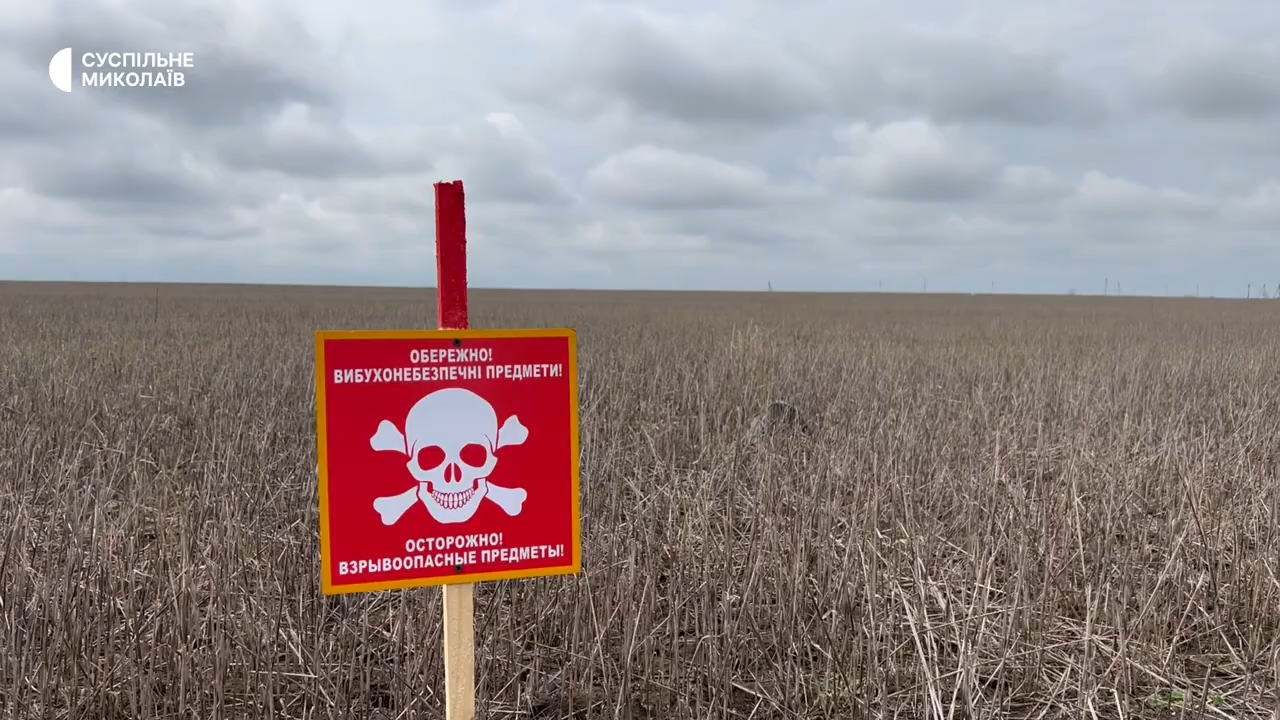 СУСПІЛЬНЕ
МИКОЛАЇВ
ОБЕРЕЖНО!
ВИБУХОНЕБЕЗПЕЧНІ ПРЕДМЕТИ!
ОСТОРОЖНО!
ВЗРЫВООПАСНЫЕ ПРЕДМЕТЫ!